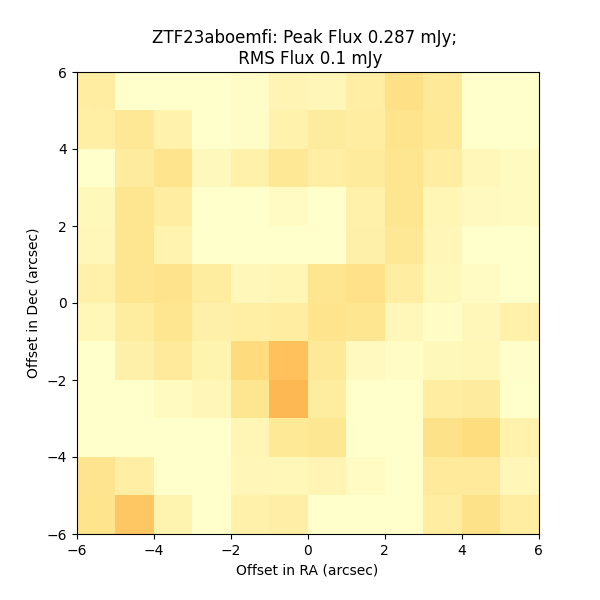 ZTF23aboemfi: Peak Flux 0.287 mJy;
RMS Flux 0.1 mJy
6
4
2
0
−2
−4
−6
Offset in Dec (arcsec)
−6 −4 −2 0 2 4 6
Offset in RA (arcsec)